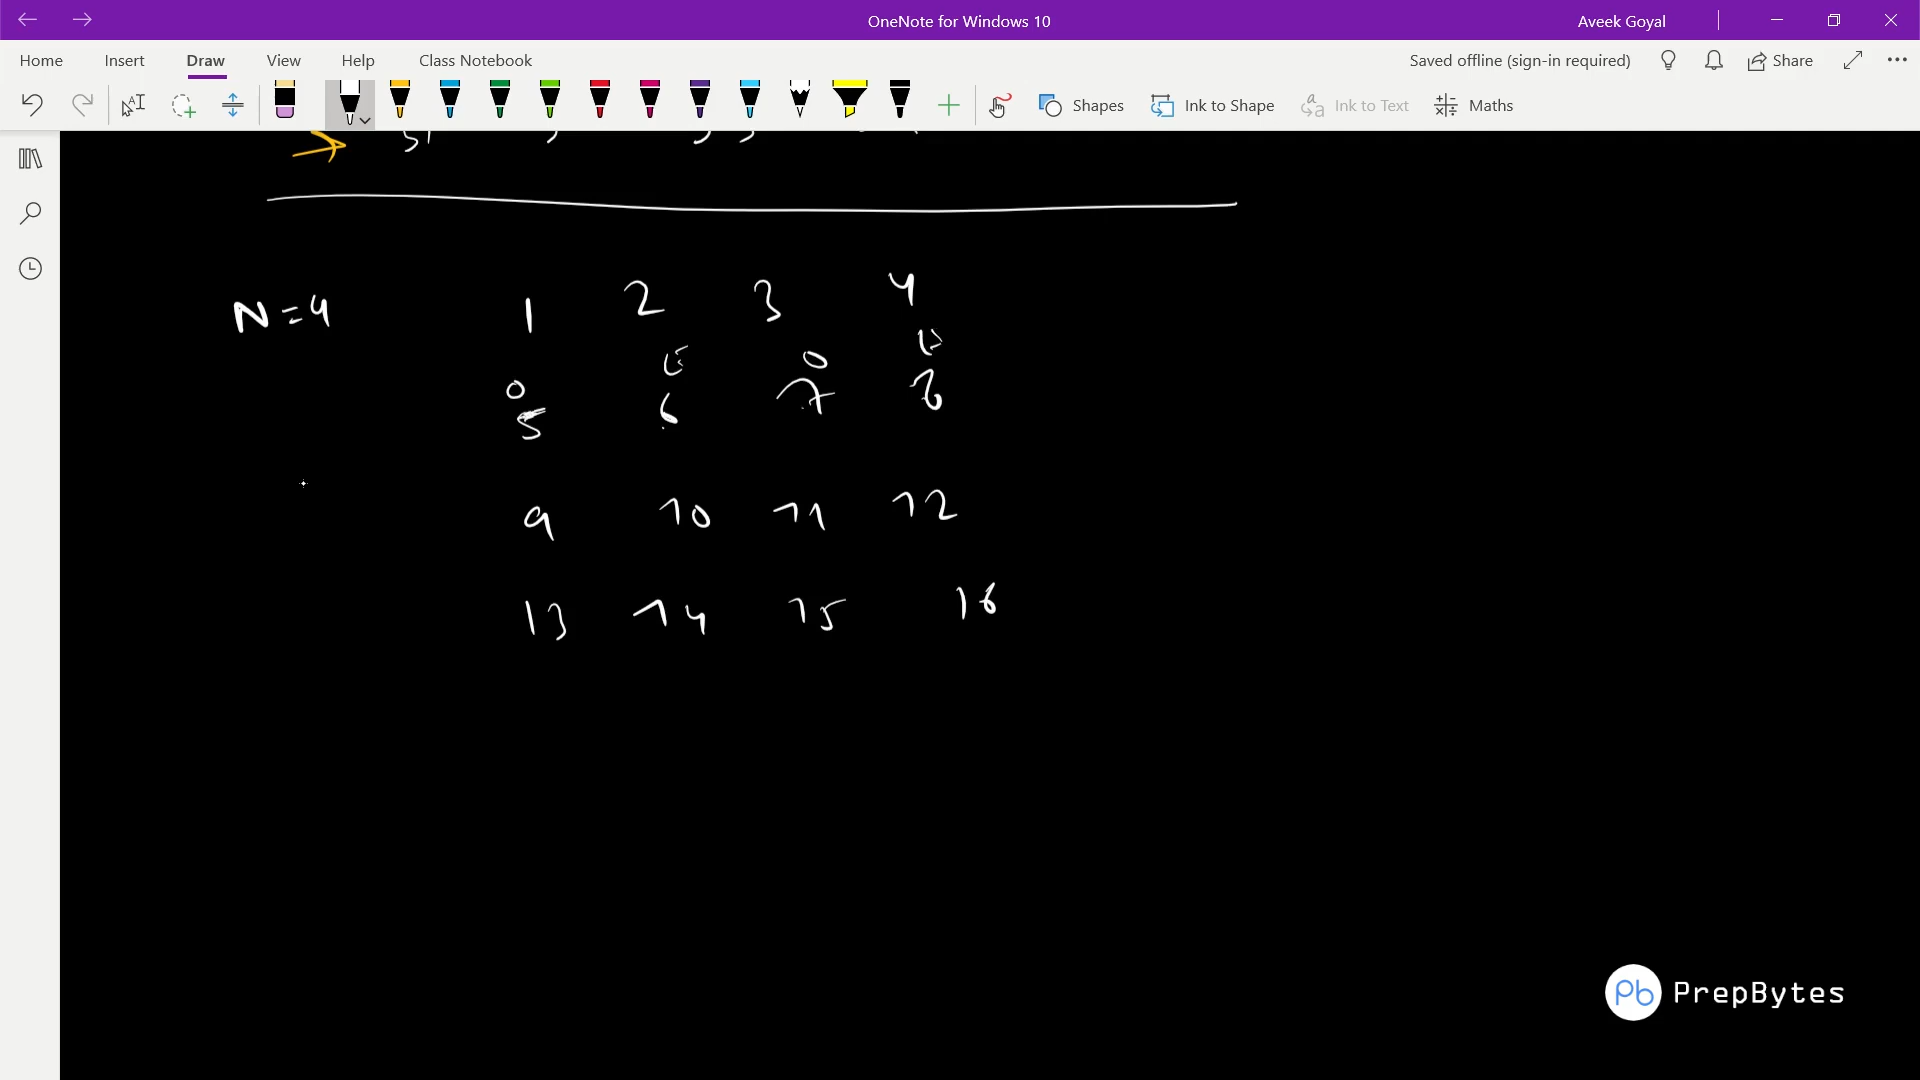 OneNote for Windows 10
Aveek Goyal
Home Insert Draw View Help Class Notebook
Saved offline (sign-in required) Share
Shapes Ink to Shape Ink to Text Maths
N=4 1 2 3 4
O E O E
5 6 7 8
9 10 11 12
13 14 15 16
Pb PrepBytes